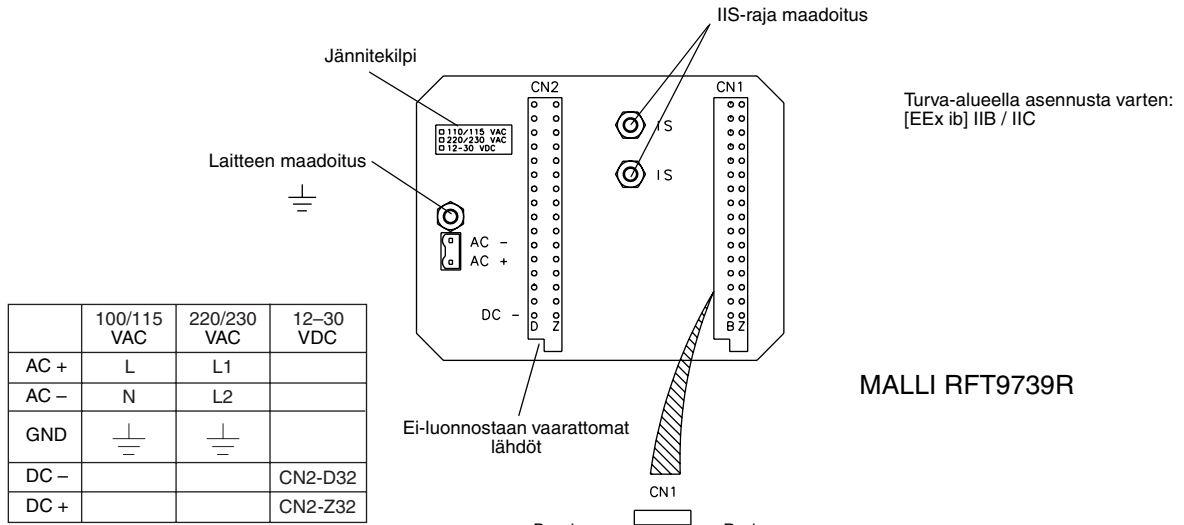 IIS-raja maadoitus
Jännitekilpi
CN2
CN1
Turva-alueella asennusta varten:
[EEx ib] IIB / IIC
110/115 VAC
220/230 VAC
12-30 VDC
IS
Laitteen maadoitus
IS
AC -
AC +
DC -
D Z
B Z
100/115 VAC 220/230 VAC 12–30 VDC
AC + L L1
AC – N L2
GND
DC – CN2-D32
DC + CN2-Z32
MALLI RFT9739R
Ei-luonnostaan vaarattomat
lähdöt
CN1